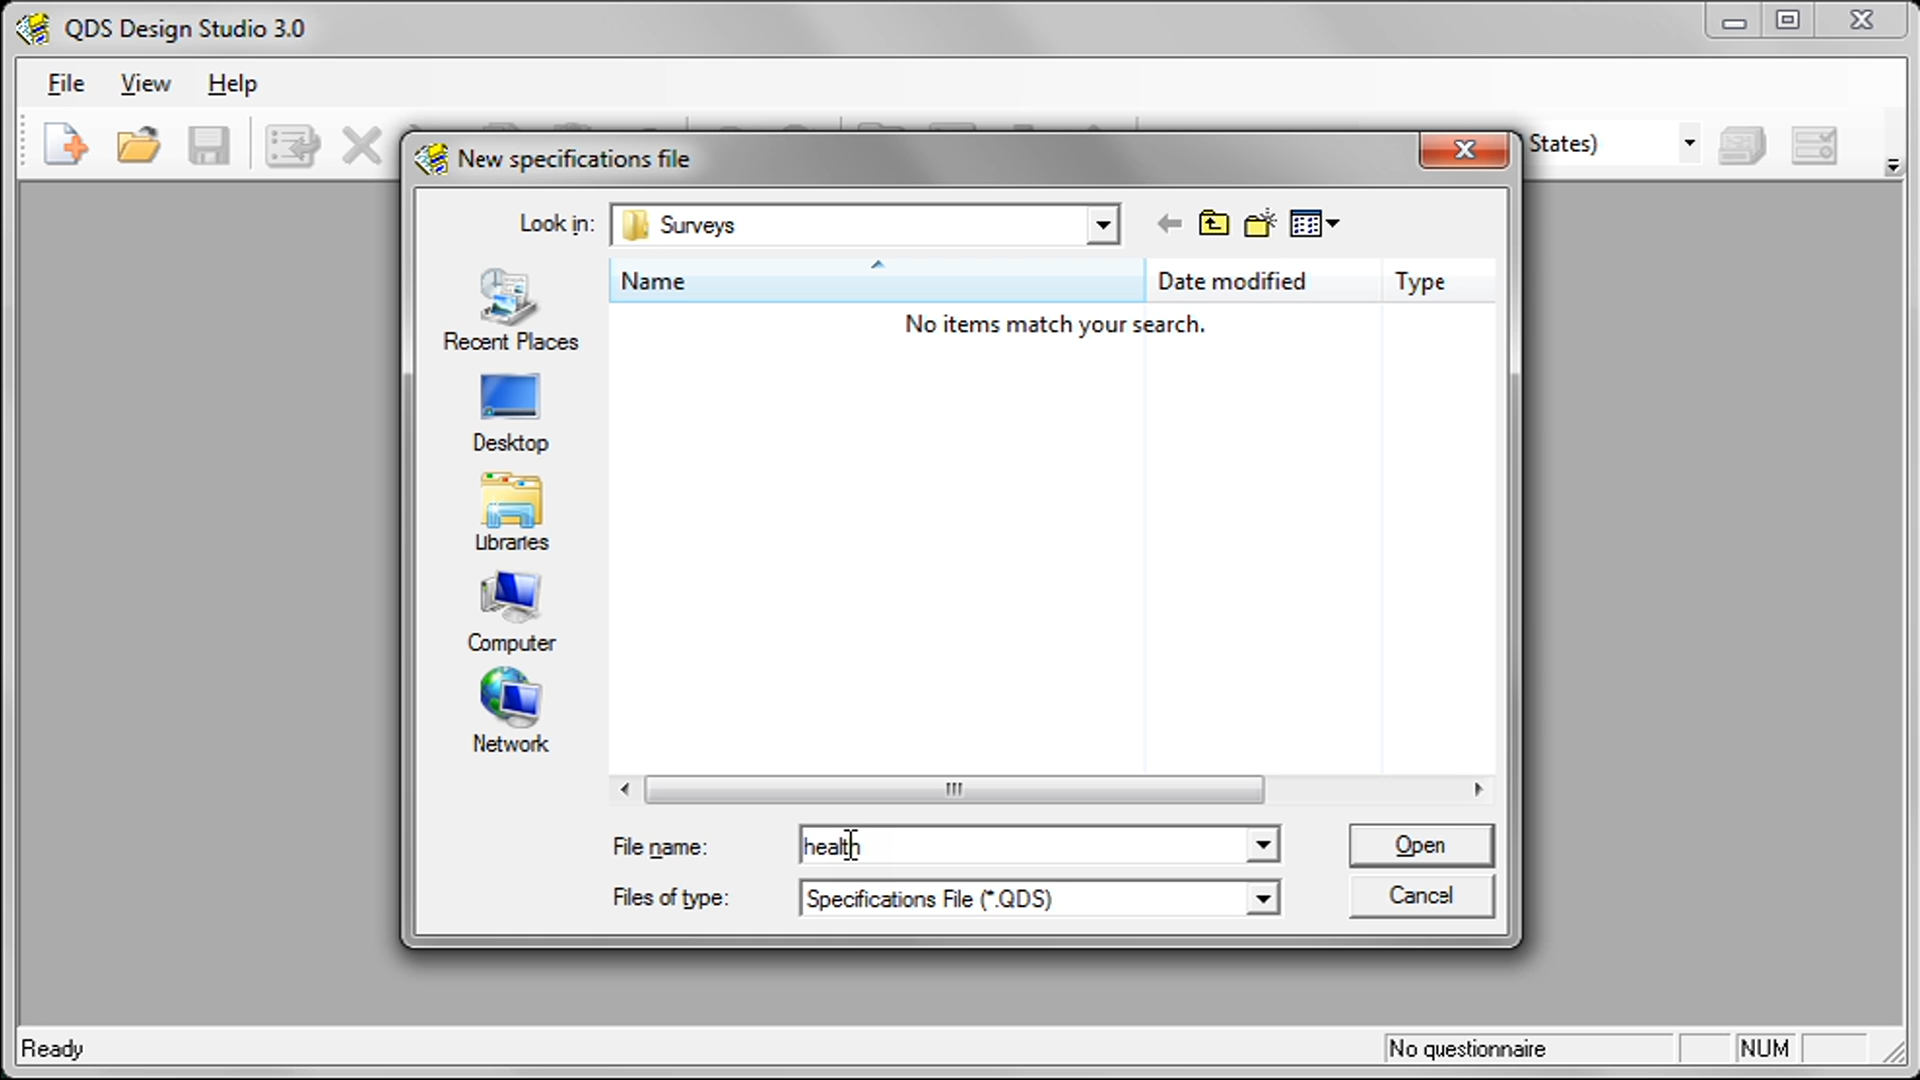 QDS Design Studio 3.0
File View Help
States)
New specifications file
Look in: Surveys
Name Date modified Type
No items match your search.
Recent Places
Desktop
Libraries
Computer
Network
File name: health Open
Files of type: Specifications File (*.QDS) Cancel
Ready No questionnaire NUM